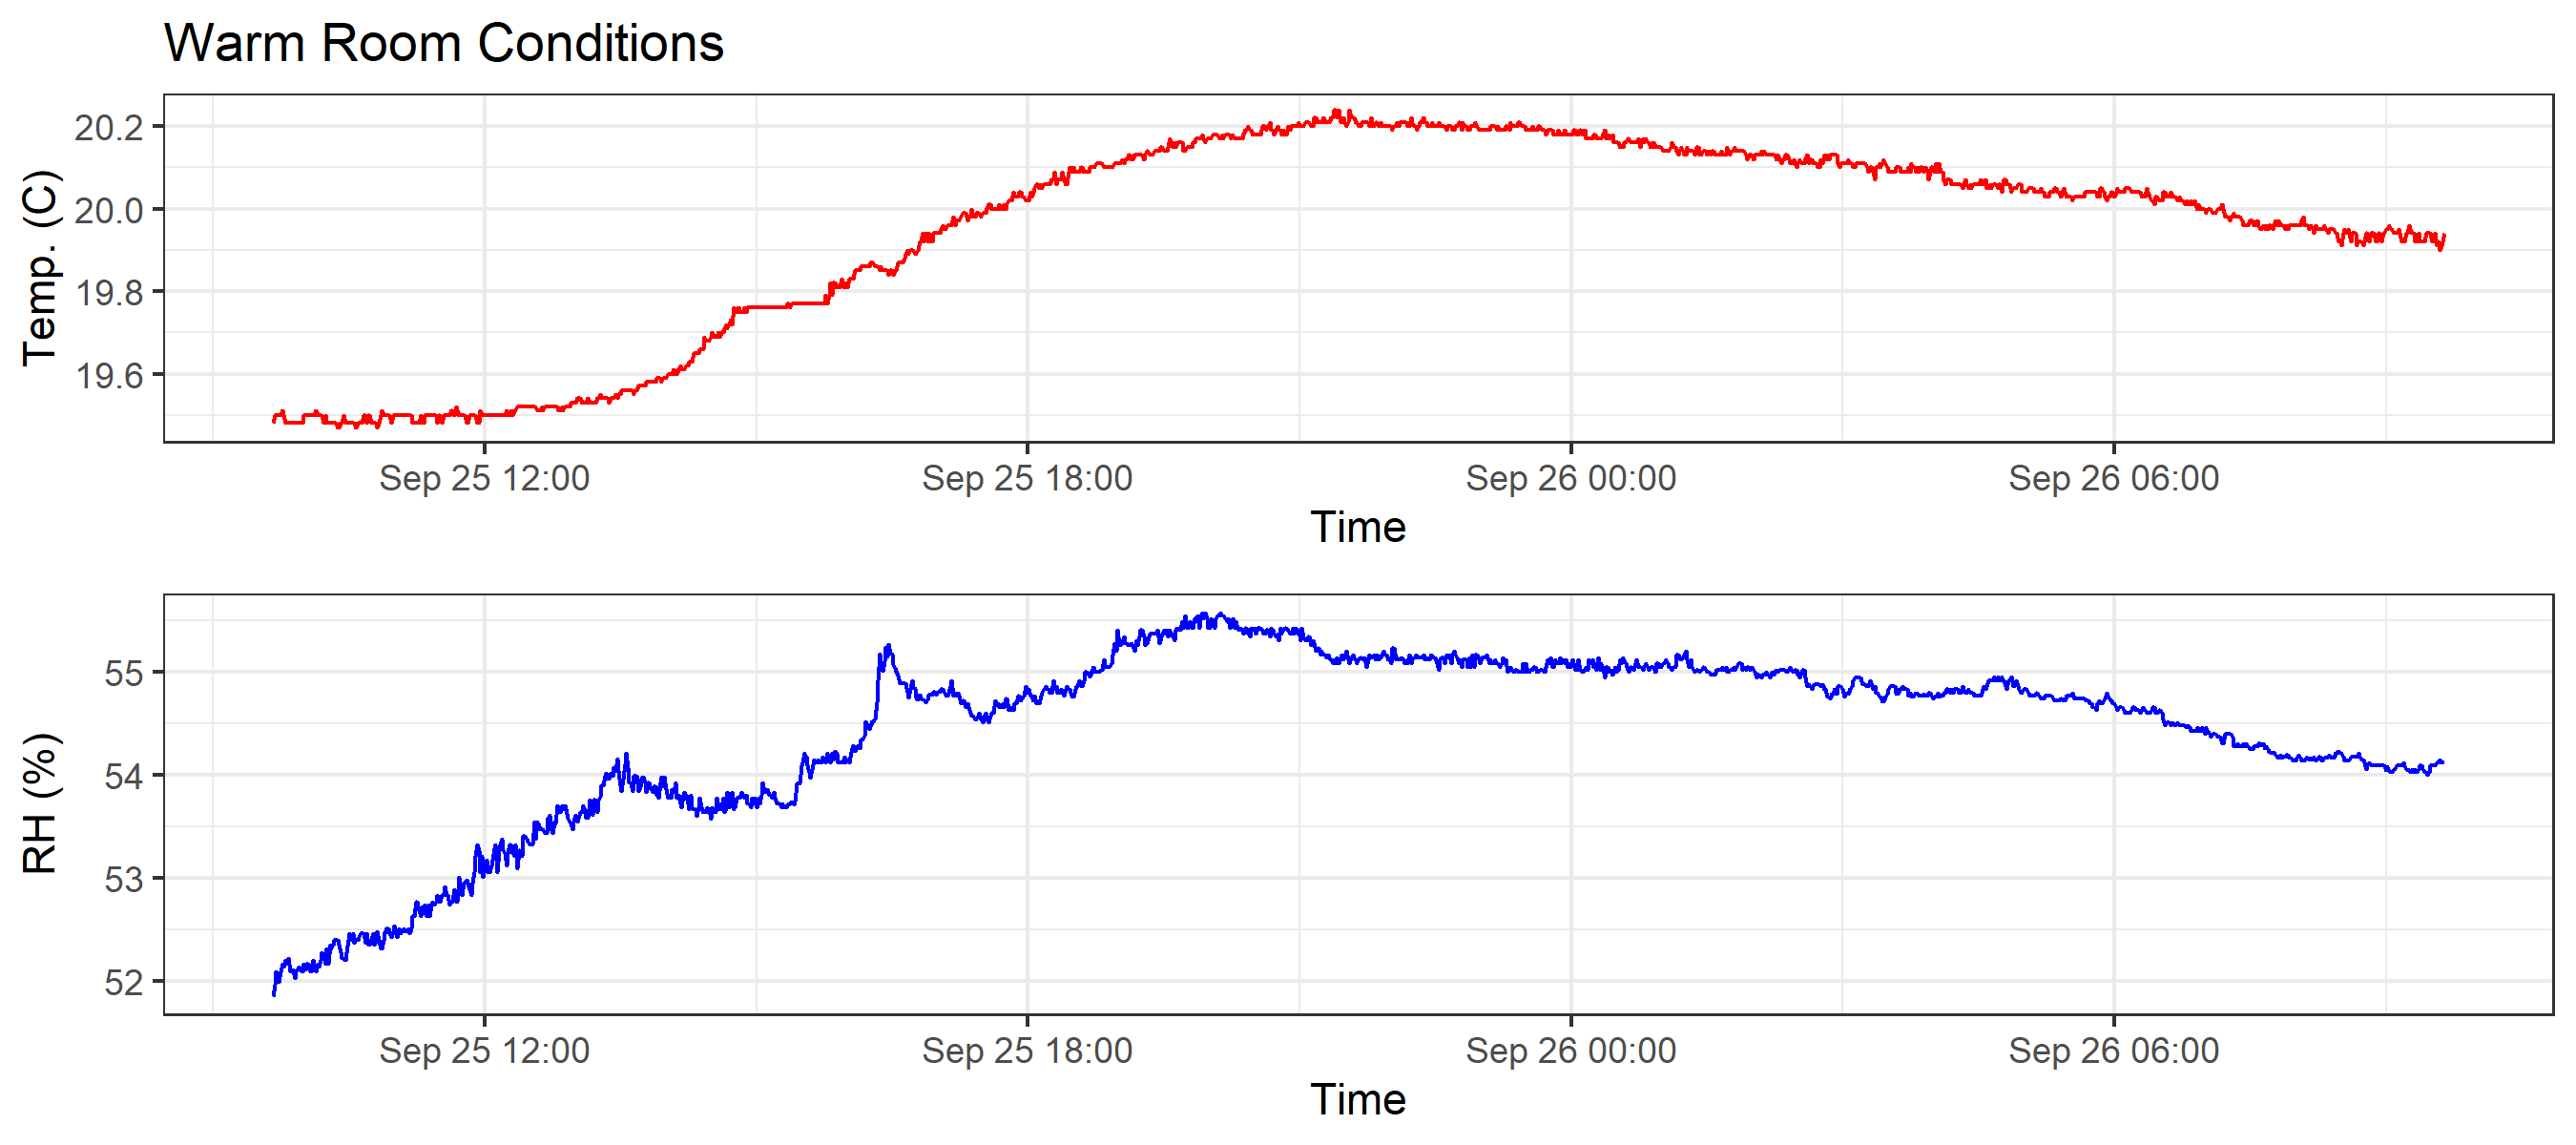 Warm Room Conditions
Temp. (C)
20.2
20.0
19.8
19.6
Sep 25 12:00 Sep 25 18:00 Sep 26 00:00 Sep 26 06:00
Time
RH (%)
55
54
53
52
Sep 25 12:00 Sep 25 18:00 Sep 26 00:00 Sep 26 06:00
Time